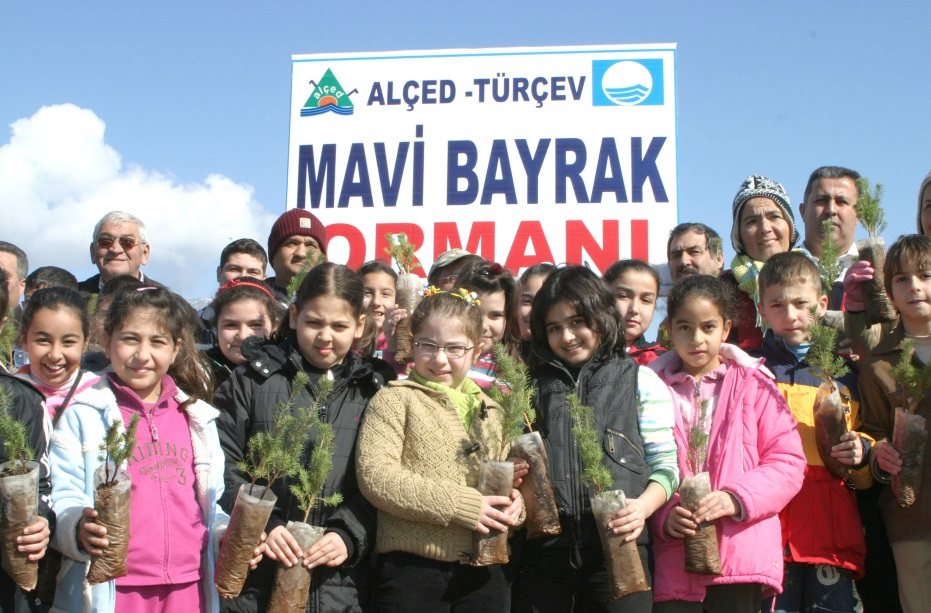 alçed
ALÇED -TÜRÇEV
MAVİ BAYRAK
ORMANI